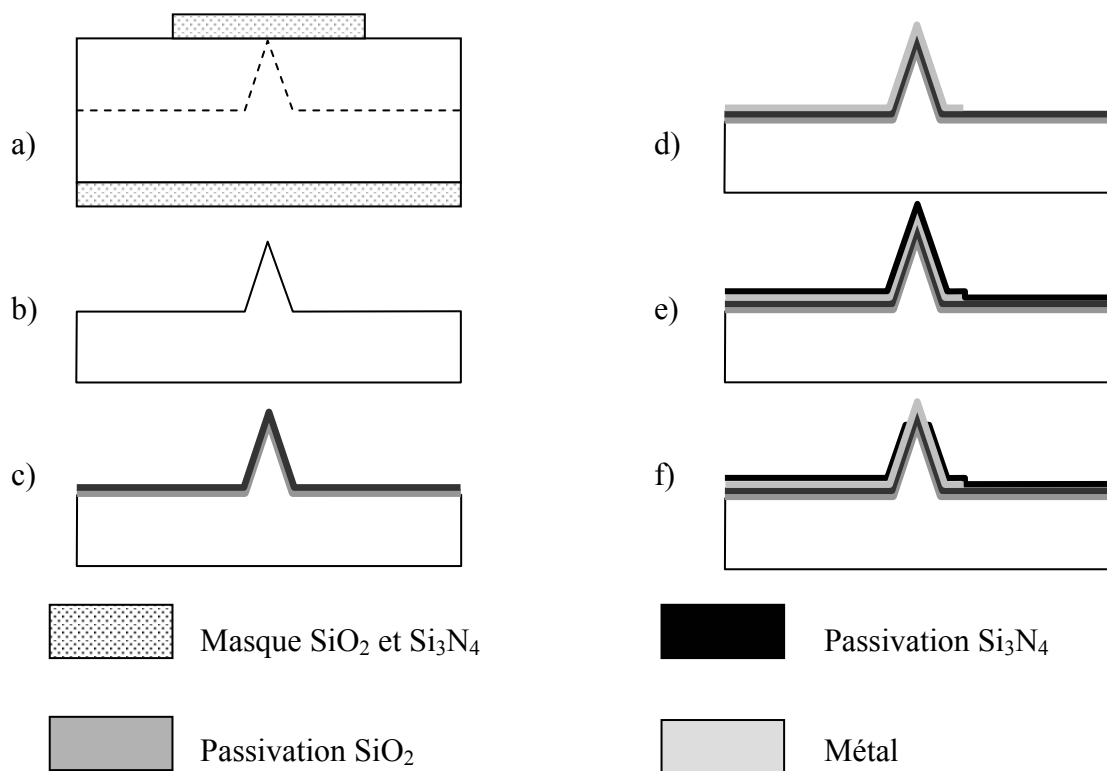 a)
b)
c)
d)
e)
f)
Masque SiO₂ et Si₃N₄
Passivation Si₃N₄
Passivation SiO₂
Métal